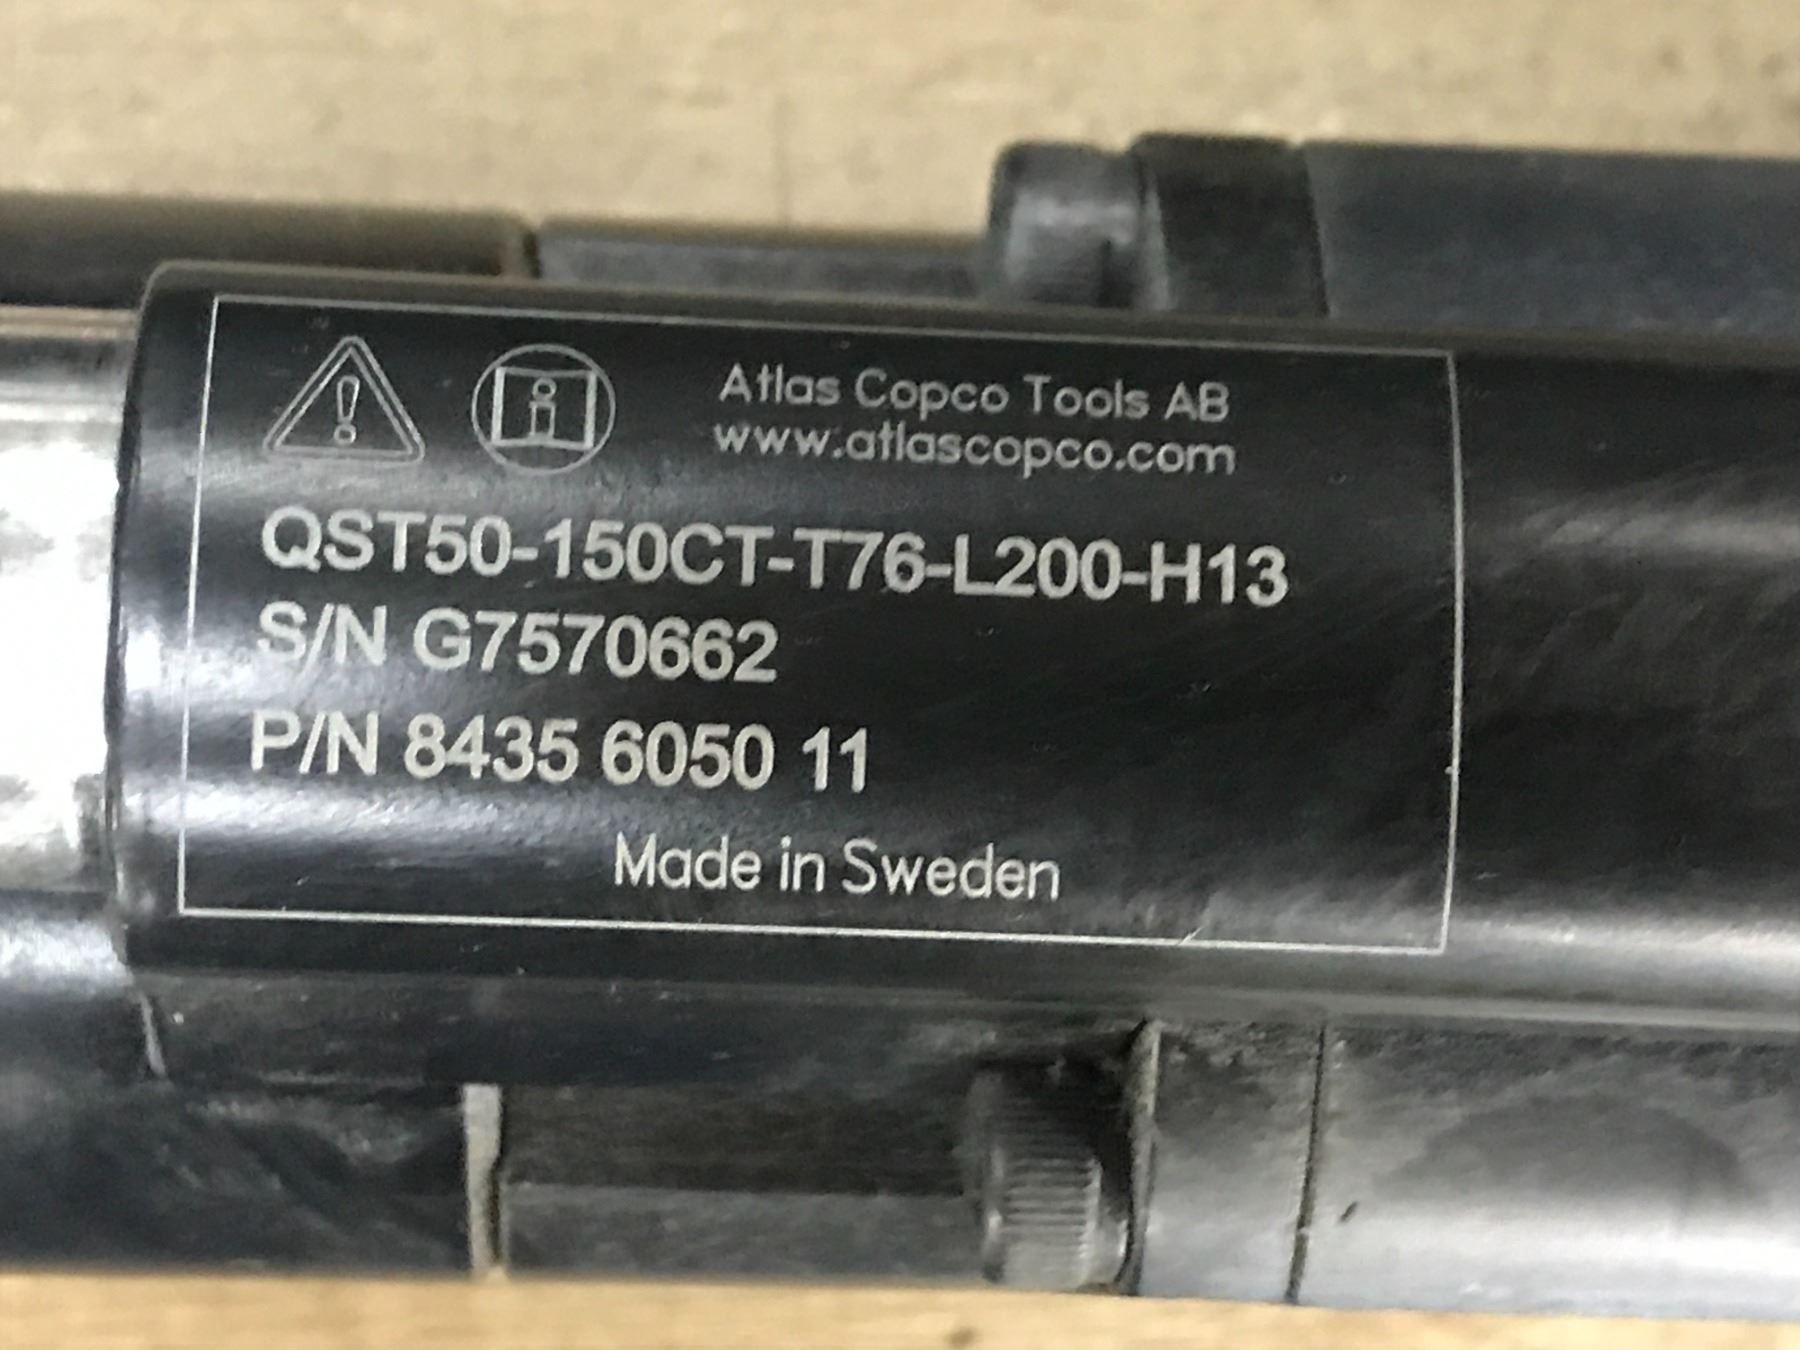 Atlas Copco Tools AB
www.atlascopco.com
QST50-150CT-T76-L200-H13
S/N G7570662
P/N 8435 6050 11
Made in Sweden